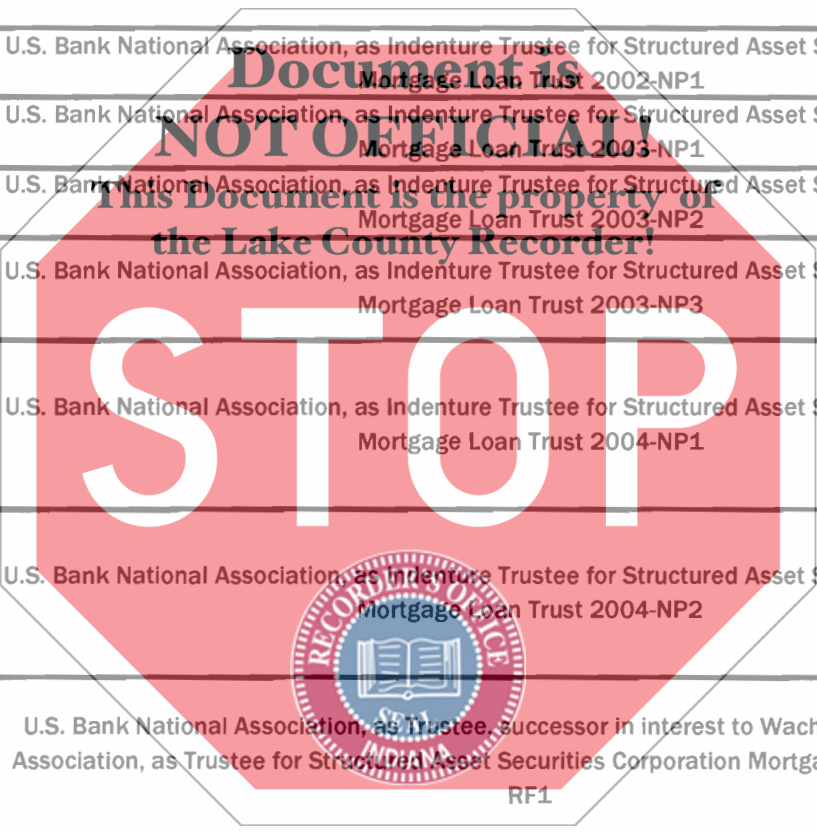 U.S. Bank National Association, as Indenture Trustee for Structured Asset
Document is
Mortgage Loan Trust 2002-NP1
U.S. Bank National Association, as Indenture Trustee for Structured Asset
NOT OFFICIAL!
Mortgage Loan Trust 2003-NP1
U.S. Bank National Association, as Indenture Trustee for Structured Asset
This Document is the property of
Mortgage Loan Trust 2003-NP2
the Lake County Recorder!
U.S. Bank National Association, as Indenture Trustee for Structured Asset
Mortgage Loan Trust 2003-NP3
STOP
U.S. Bank National Association, as Indenture Trustee for Structured Asset
Mortgage Loan Trust 2004-NP1
U.S. Bank National Association, as Indenture Trustee for Structured Asset
Mortgage Loan Trust 2004-NP2
RECORDER'S OFFICE
SEAL
INDIANA
U.S. Bank National Association, as Trustee, successor in interest to Wach
Association, as Trustee for Structured Asset Securities Corporation Mortga
RF1